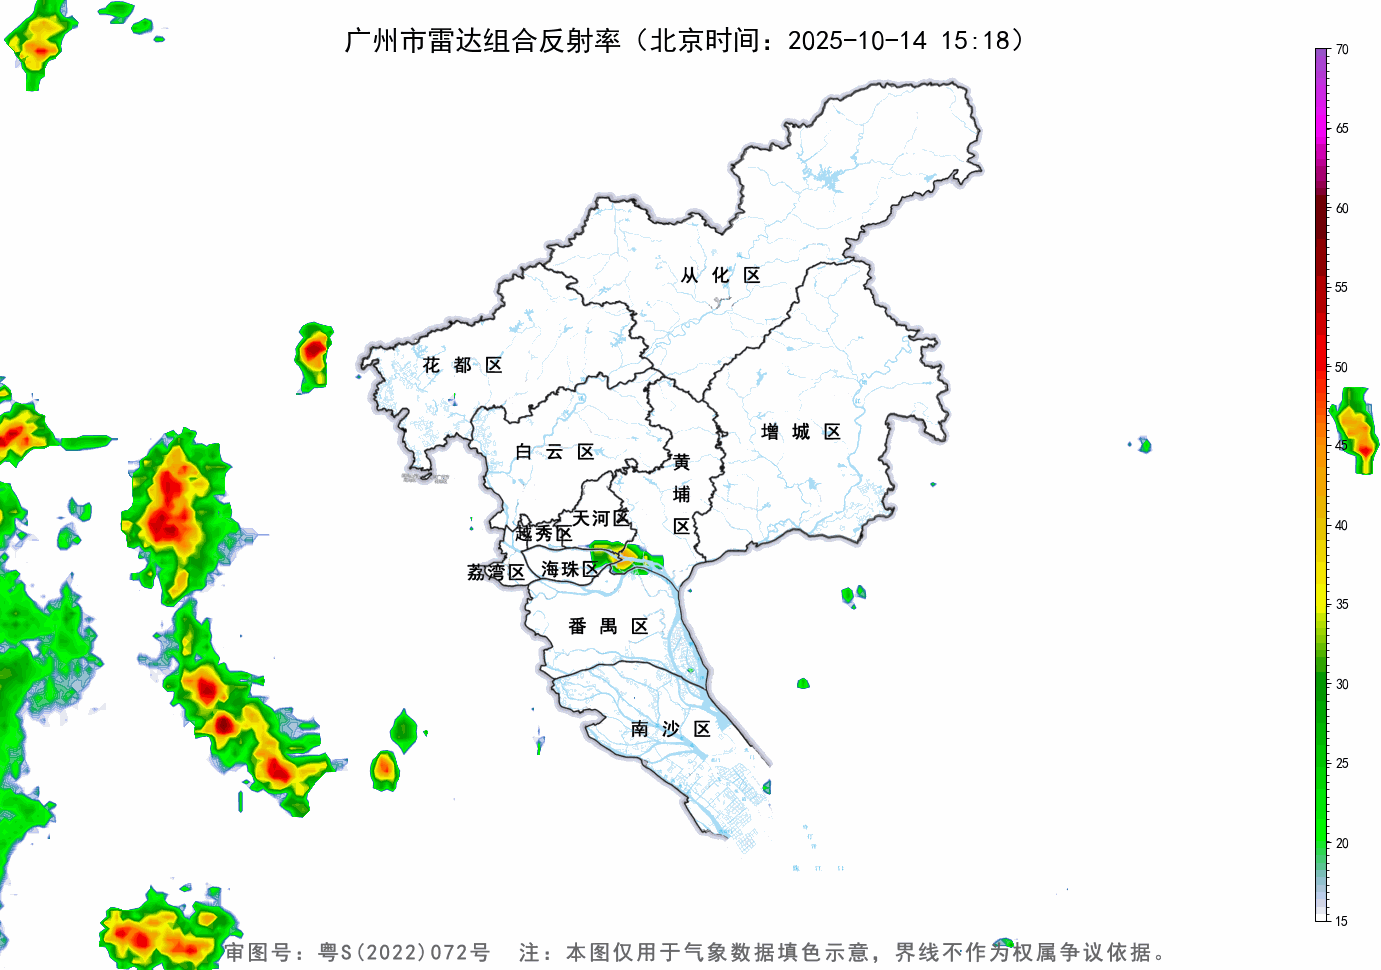 广州市雷达组合反射率（北京时间：2025-10-14 15:18）
70
65
60
55
50
45
40
35
30
25
20
15
从化区
花都区
增城区
白云区
黄埔区
天河区
越秀区
海珠区
荔湾区
番禺区
南沙区
审图号：粤S(2022)072号 注：本图仅用于气象数据填色示意，界线不作为权属争议依据。